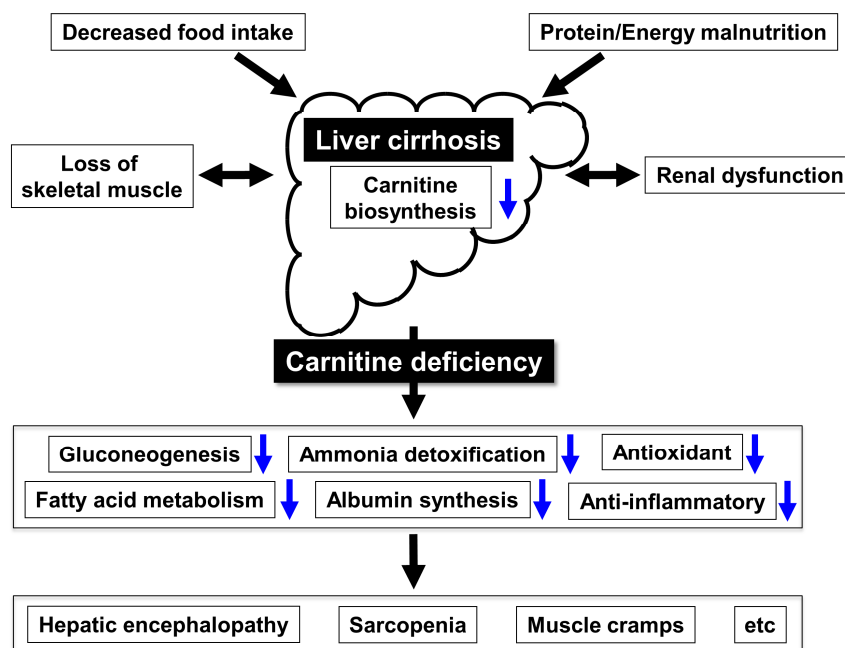 Decreased food intake
Protein/Energy malnutrition
Liver cirrhosis
Loss of
skeletal muscle
Carnitine
biosynthesis
Renal dysfunction
Carnitine deficiency
Gluconeogenesis
Ammonia detoxification
Antioxidant
Fatty acid metabolism
Albumin synthesis
Anti-inflammatory
Hepatic encephalopathy
Sarcopenia
Muscle cramps
etc